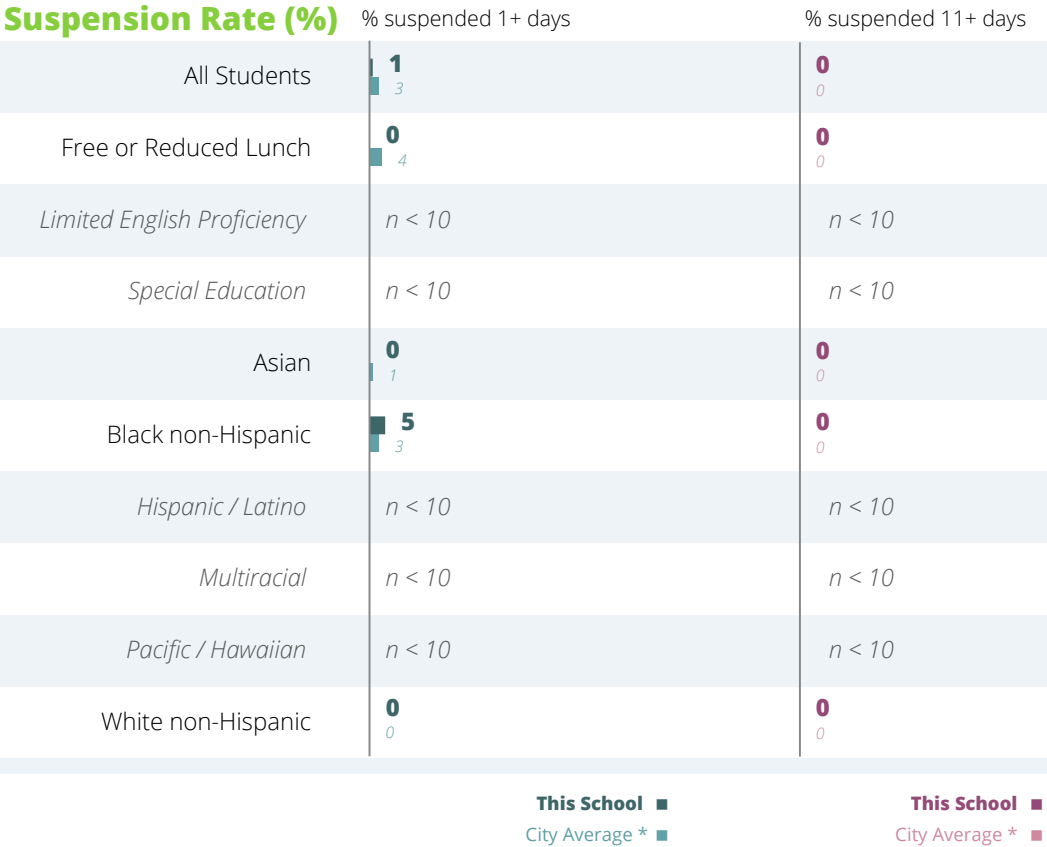 Suspension Rate (%) % suspended 1+ days % suspended 11+ days
All Students 1 0
3 0
Free or Reduced Lunch 0 0
4 0
Limited English Proficiency n < 10 n < 10
Special Education n < 10 n < 10
Asian 0 0
1 0
Black non-Hispanic 5 0
3 0
Hispanic / Latino n < 10 n < 10
Multiracial n < 10 n < 10
Pacific / Hawaiian n < 10 n < 10
White non-Hispanic 0 0
0 0
This School This School
City Average * City Average *